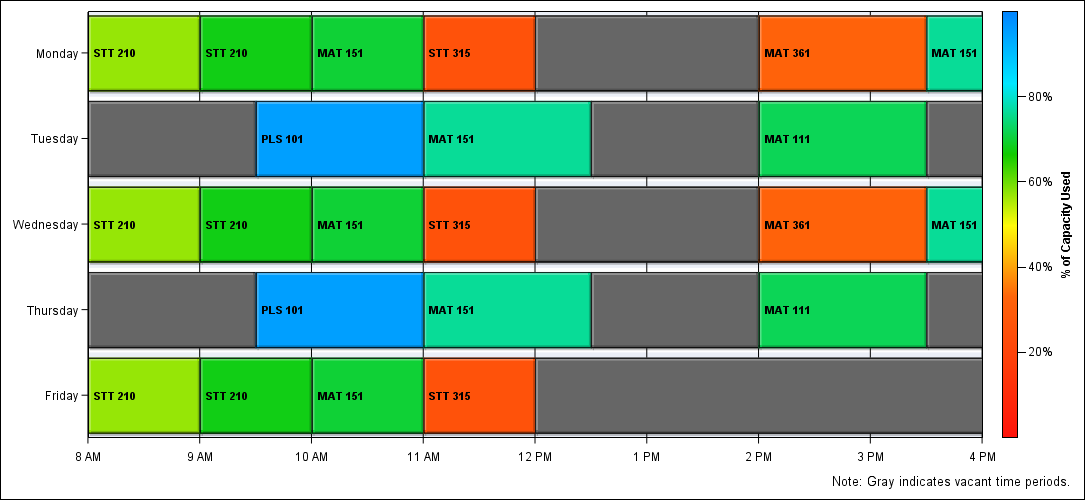 Monday
STT 210
STT 210
MAT 151
STT 315
MAT 361
MAT 151
Tuesday
PLS 101
MAT 151
MAT 111
Wednesday
STT 210
STT 210
MAT 151
STT 315
MAT 361
MAT 151
Thursday
PLS 101
MAT 151
MAT 111
Friday
STT 210
STT 210
MAT 151
STT 315
8 AM
9 AM
10 AM
11 AM
12 PM
1 PM
2 PM
3 PM
4 PM
80%
60%
40%
20%
% of Capacity Used
Note: Gray indicates vacant time periods.